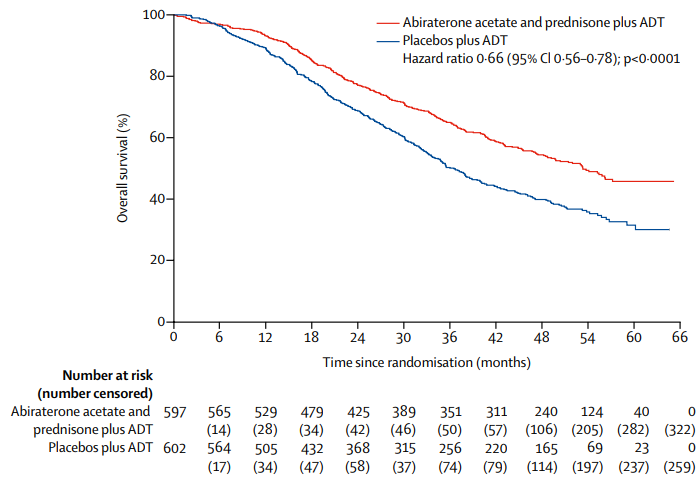 Abiraterone acetate and prednisone plus ADT
Placebos plus ADT
Hazard ratio 0·66 (95% CI 0·56–0·78); p<0·0001
Overall survival (%)
100
80
60
40
20
0
0 6 12 18 24 30 36 42 48 54 60 66
Time since randomisation (months)
Number at risk
(number censored)
Abiraterone acetate and 597 565 529 479 425 389 351 311 240 124 40 0
prednisone plus ADT (14) (28) (34) (42) (46) (50) (57) (106) (205) (282) (322)
Placebos plus ADT 602 564 505 432 368 315 256 220 165 69 23 0
(17) (34) (47) (58) (37) (74) (79) (114) (197) (237) (259)